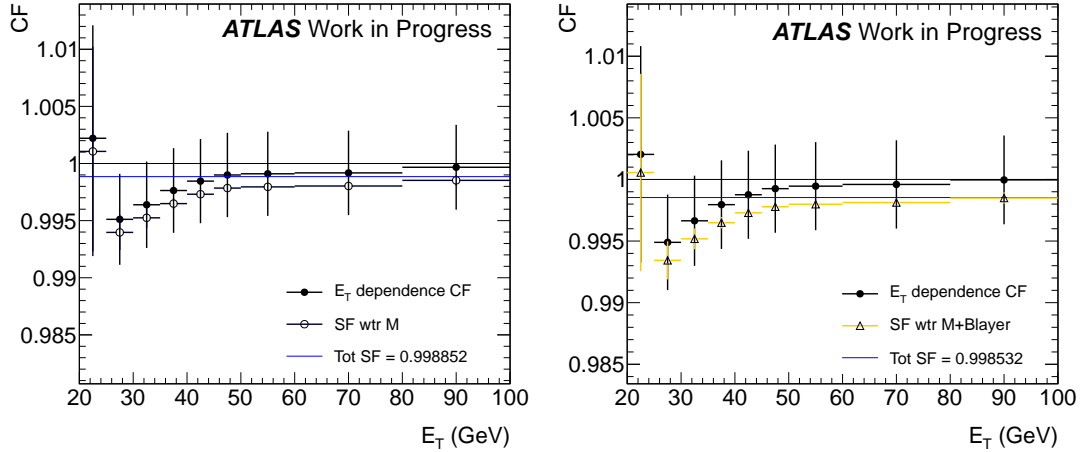 CF
ATLAS Work in Progress
1.01
1.005
1
0.995
0.99
0.985
E_T dependence CF
SF wtr M
Tot SF = 0.998852
20 30 40 50 60 70 80 90 100
E_T (GeV)
CF
ATLAS Work in Progress
1.01
1.005
1
0.995
0.99
0.985
E_T dependence CF
SF wtr M+Blayer
Tot SF = 0.998532
20 30 40 50 60 70 80 90 100
E_T (GeV)